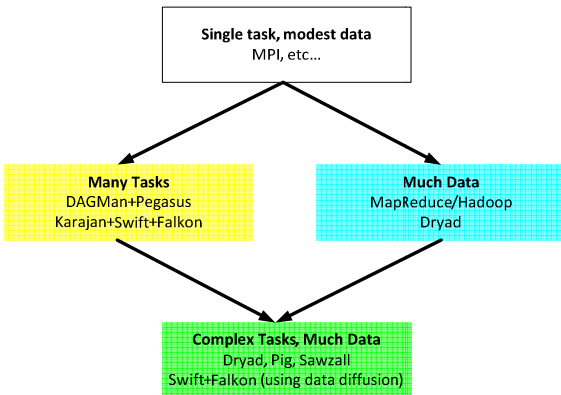 Single task, modest data
MPI, etc...
Many Tasks
DAGMan+Pegasus
Karajan+Swift+Falkon
Much Data
MapReduce/Hadoop
Dryad
Complex Tasks, Much Data
Dryad, Pig, Sawzall
Swift+Falkon (using data diffusion)